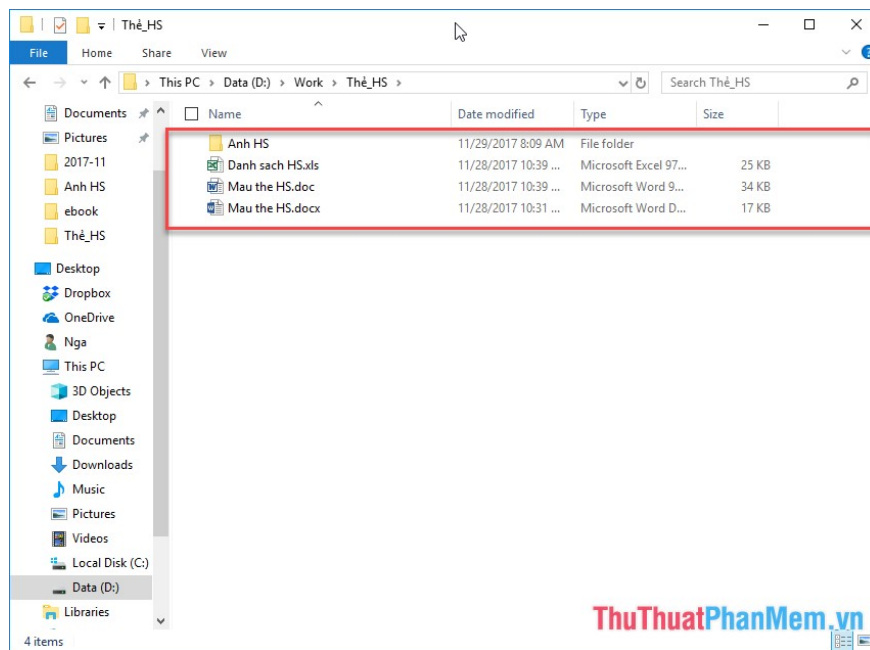 Thẻ_HS
File Home Share View
This PC > Data (D:) > Work > Thẻ_HS >
Search Thẻ_HS
Name Date modified Type Size
Anh HS 11/29/2017 8:09 AM File folder
Danh sach HS.xls 11/28/2017 10:39 ... Microsoft Excel 97... 25 KB
Mau the HS.doc 11/28/2017 10:39 ... Microsoft Word 9... 34 KB
Mau the HS.docx 11/28/2017 10:31 ... Microsoft Word D... 17 KB
Documents
Pictures
2017-11
Anh HS
ebook
Thẻ_HS
Desktop
Dropbox
OneDrive
Nga
This PC
3D Objects
Desktop
Documents
Downloads
Music
Pictures
Videos
Local Disk (C:)
Data (D:)
Libraries
4 items
ThuThuatPhanMem.vn